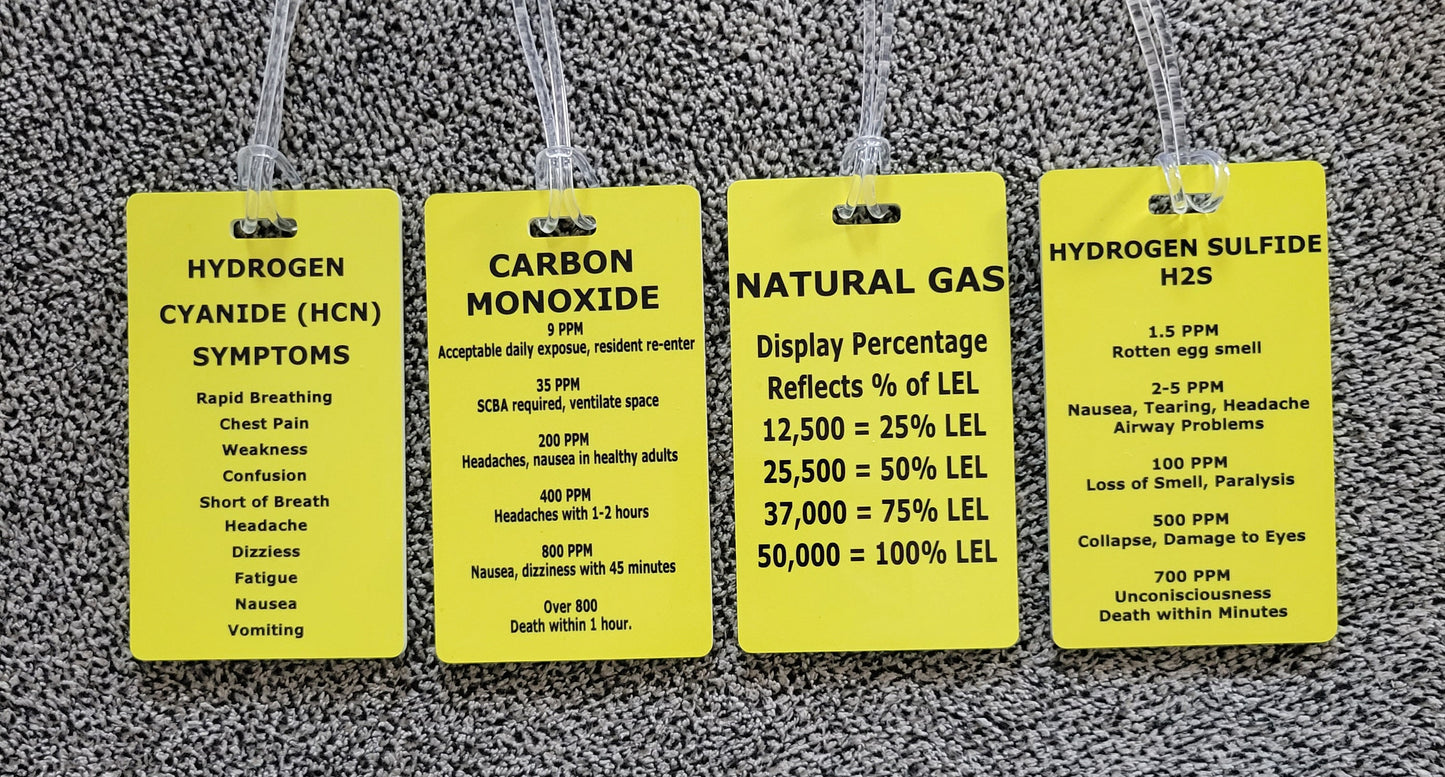 HYDROGEN
CYANIDE (HCN)
SYMPTOMS
Rapid Breathing
Chest Pain
Weakness
Confusion
Short of Breath
Headache
Dizziess
Fatigue
Nausea
Vomiting
CARBON
MONOXIDE
9 PPM
Acceptable daily exposue, resident re-enter
35 PPM
SCBA required, ventilate space
200 PPM
Headaches, nausea in healthy adults
400 PPM
Headaches with 1-2 hours
800 PPM
Nausea, dizziness with 45 minutes
Over 800
Death within 1 hour.
NATURAL GAS
Display Percentage
Reflects % of LEL
12,500 = 25% LEL
25,500 = 50% LEL
37,000 = 75% LEL
50,000 = 100% LEL
HYDROGEN SULFIDE
H2S
1.5 PPM
Rotten egg smell
2-5 PPM
Nausea, Tearing, Headache
Airway Problems
100 PPM
Loss of Smell, Paralysis
500 PPM
Collapse, Damage to Eyes
700 PPM
Unconisciousness
Death within Minutes